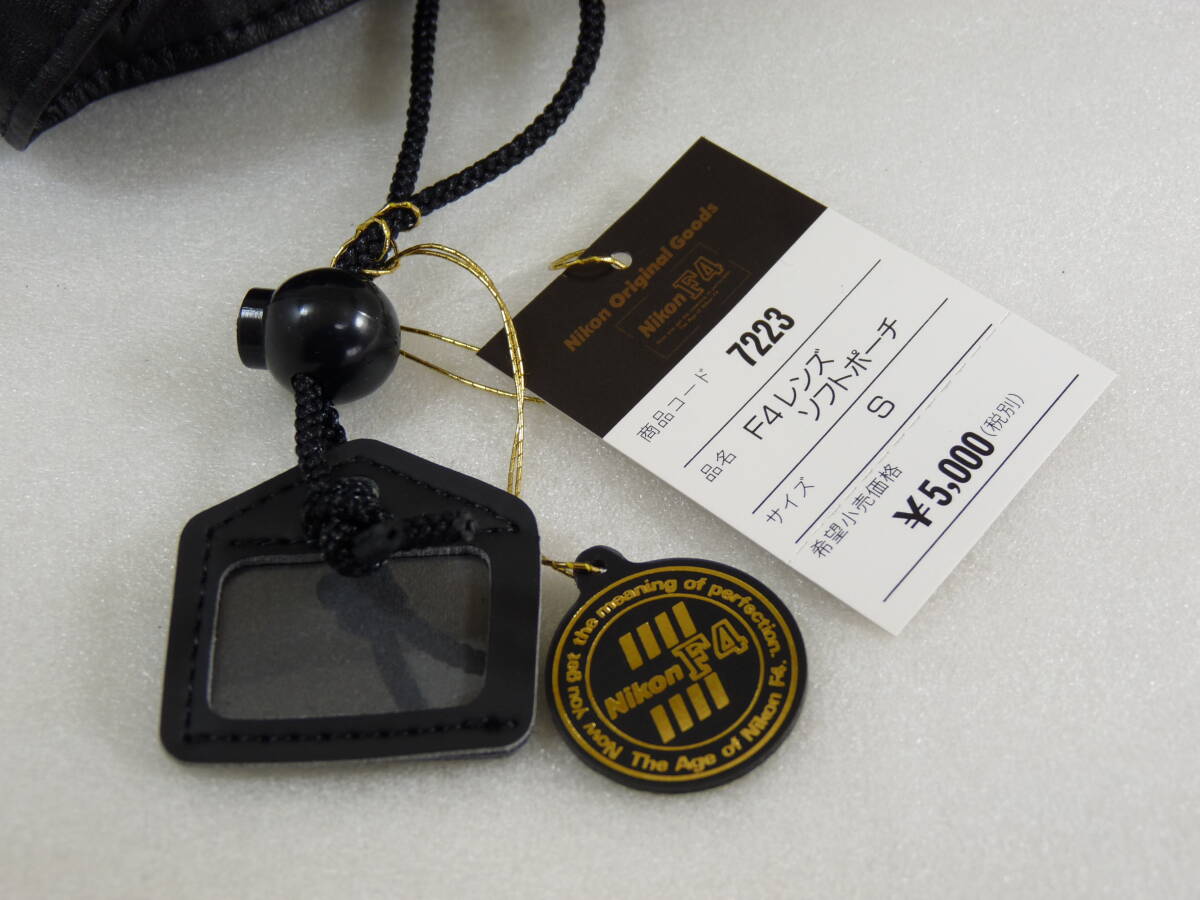 Nikon Original Goods
Nikon F4
商品コード 7223
品名 F4レンズ
ソフトポーチ
サイズ S
希望小売価格
¥5,000(税別)
Now you get the meaning of perfection.
The Age of Nikon F4.
Nikon F4